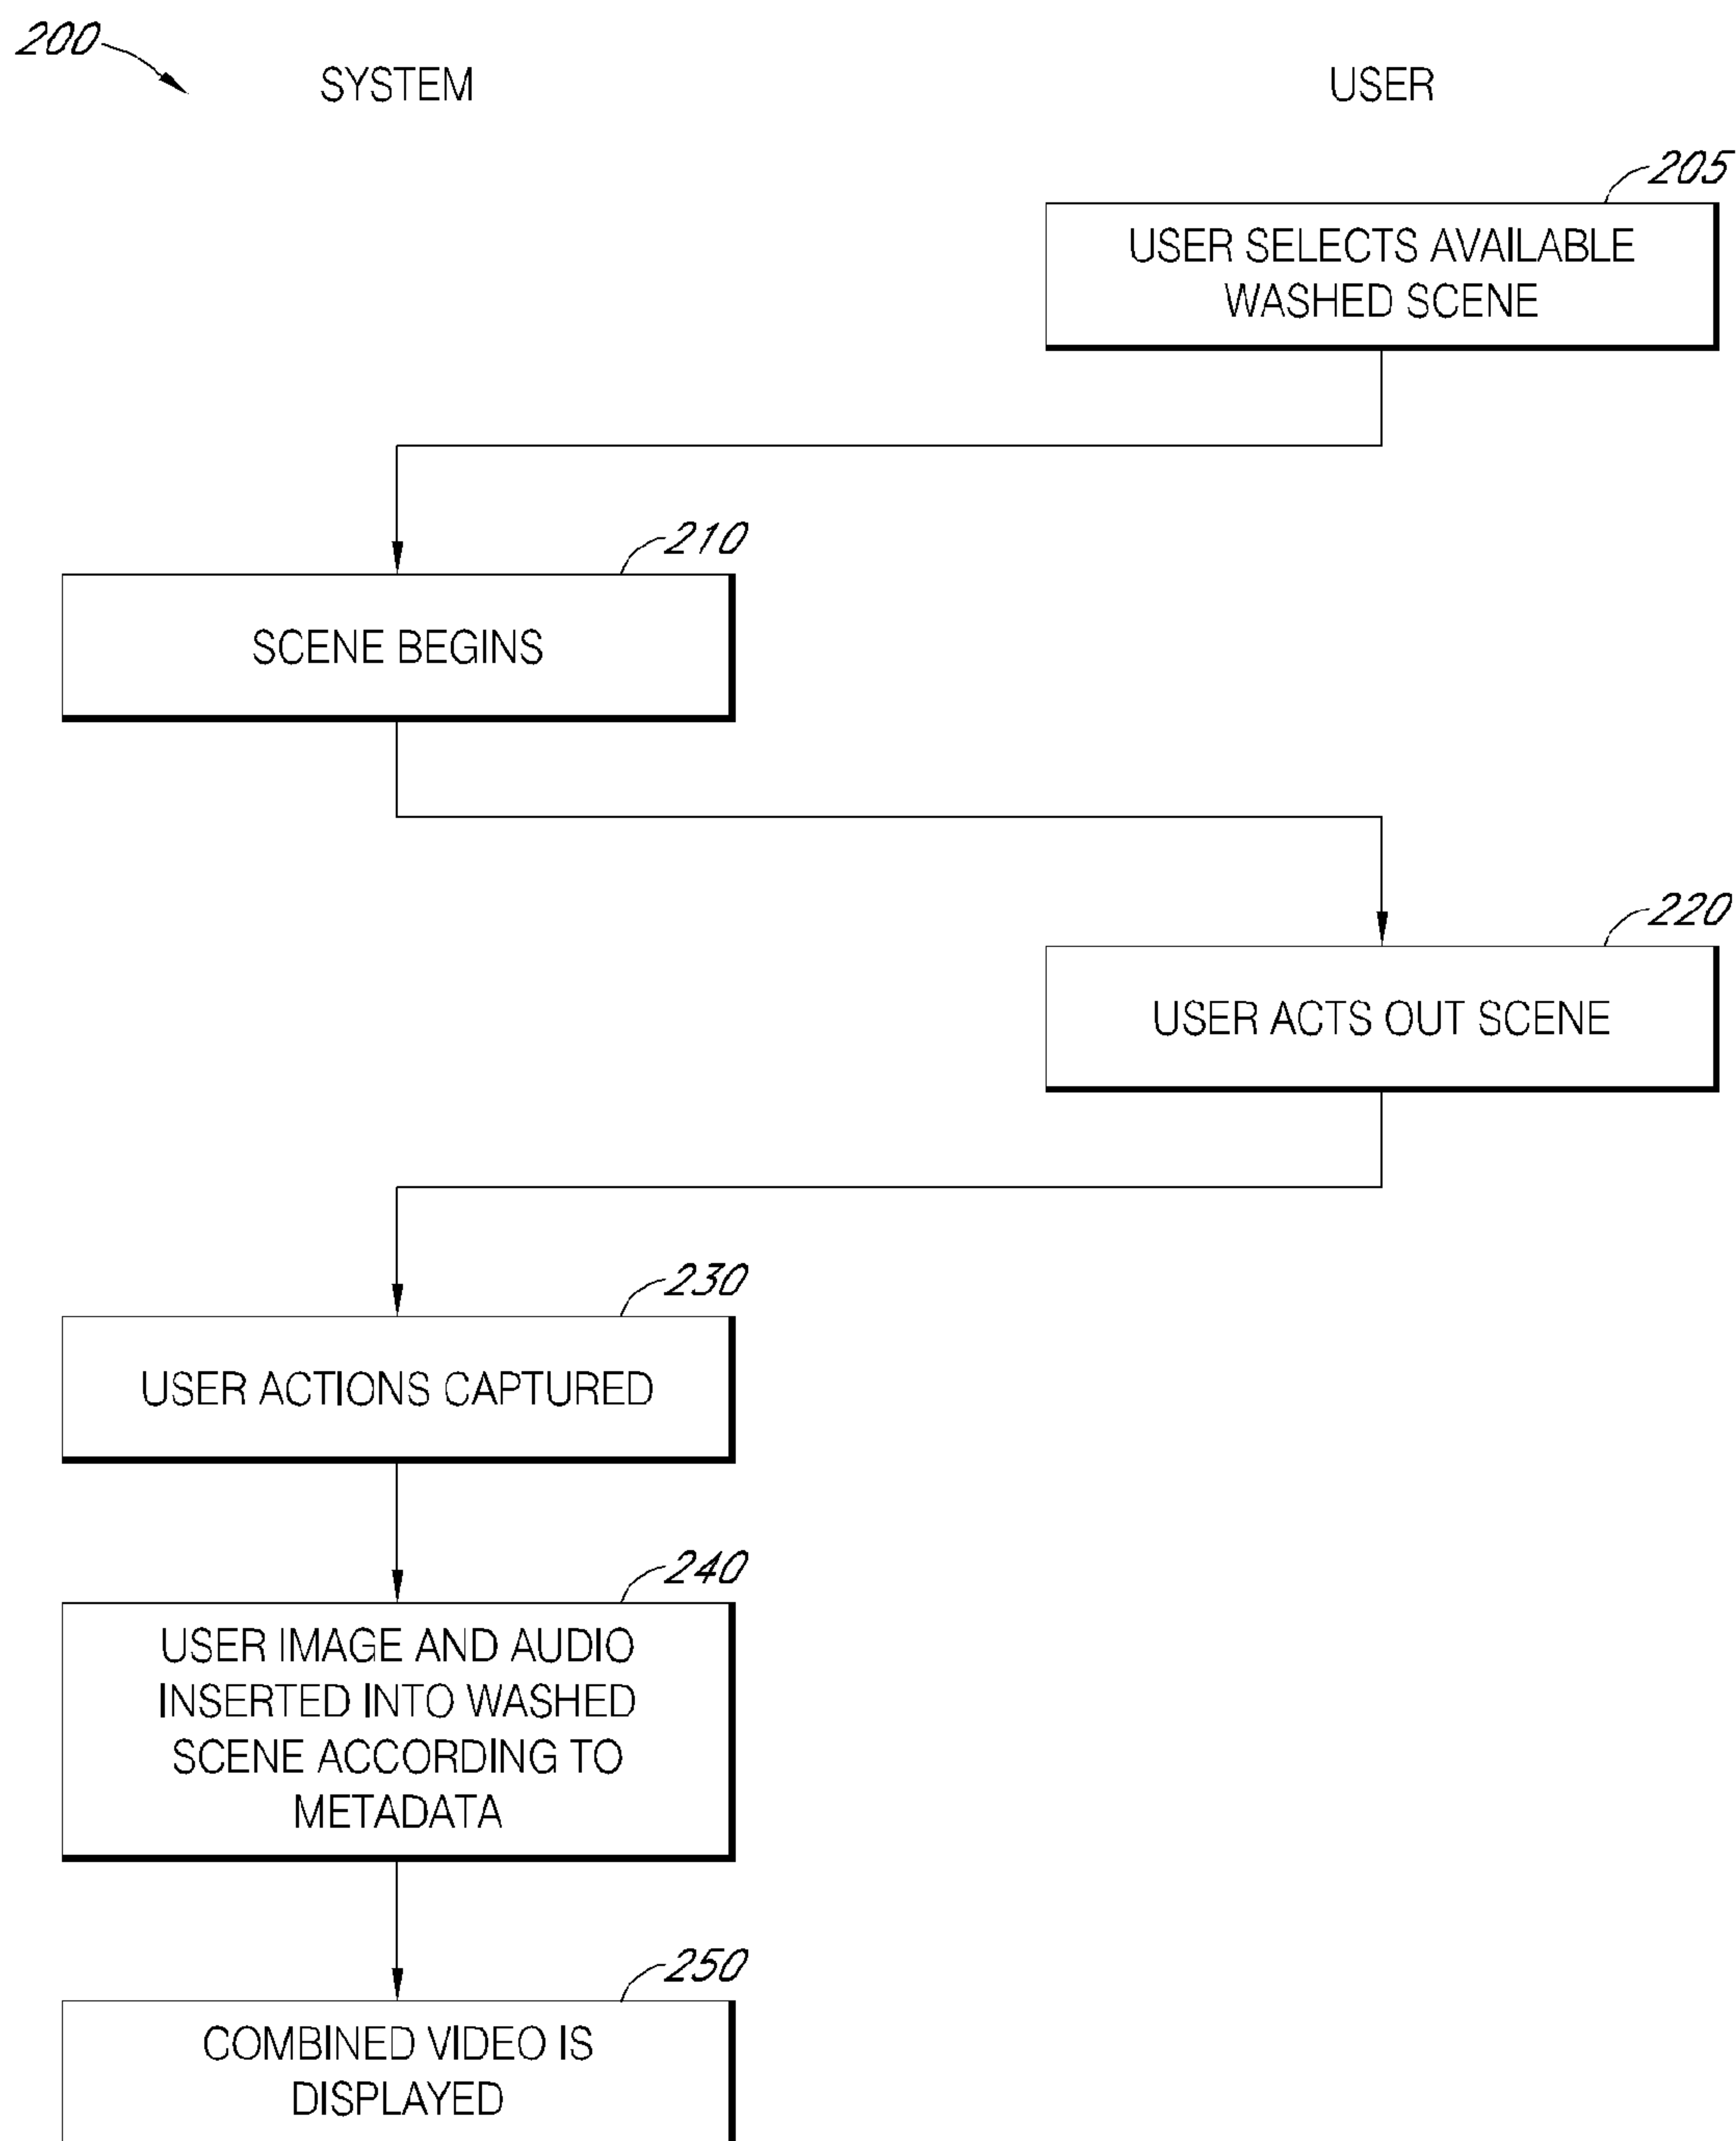 200
SYSTEM
USER
205
USER SELECTS AVAILABLE
WASHED SCENE
210
SCENE BEGINS
220
USER ACTS OUT SCENE
230
USER ACTIONS CAPTURED
240
USER IMAGE AND AUDIO
INSERTED INTO WASHED
SCENE ACCORDING TO
METADATA
250
COMBINED VIDEO IS
DISPLAYED